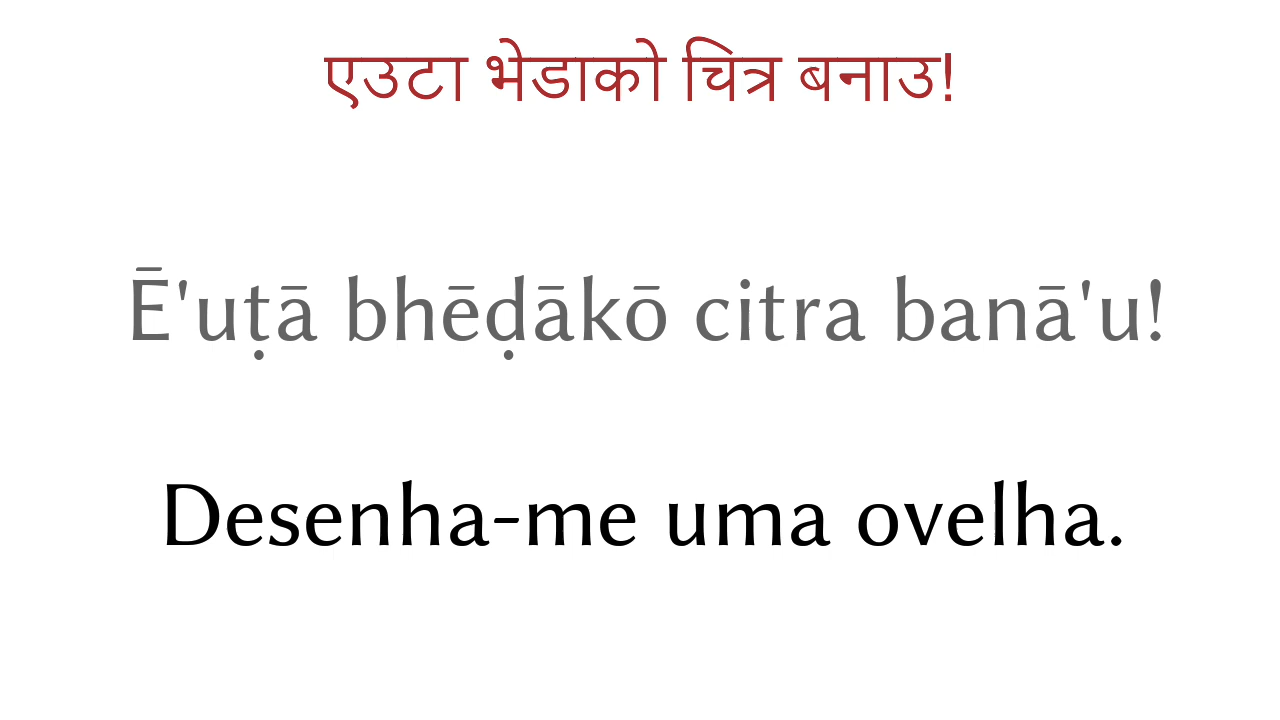 एउटा भेडाको चित्र बनाउ!
Ē'uṭā bhēḍākō citra banā'u!
Desenha-me uma ovelha.